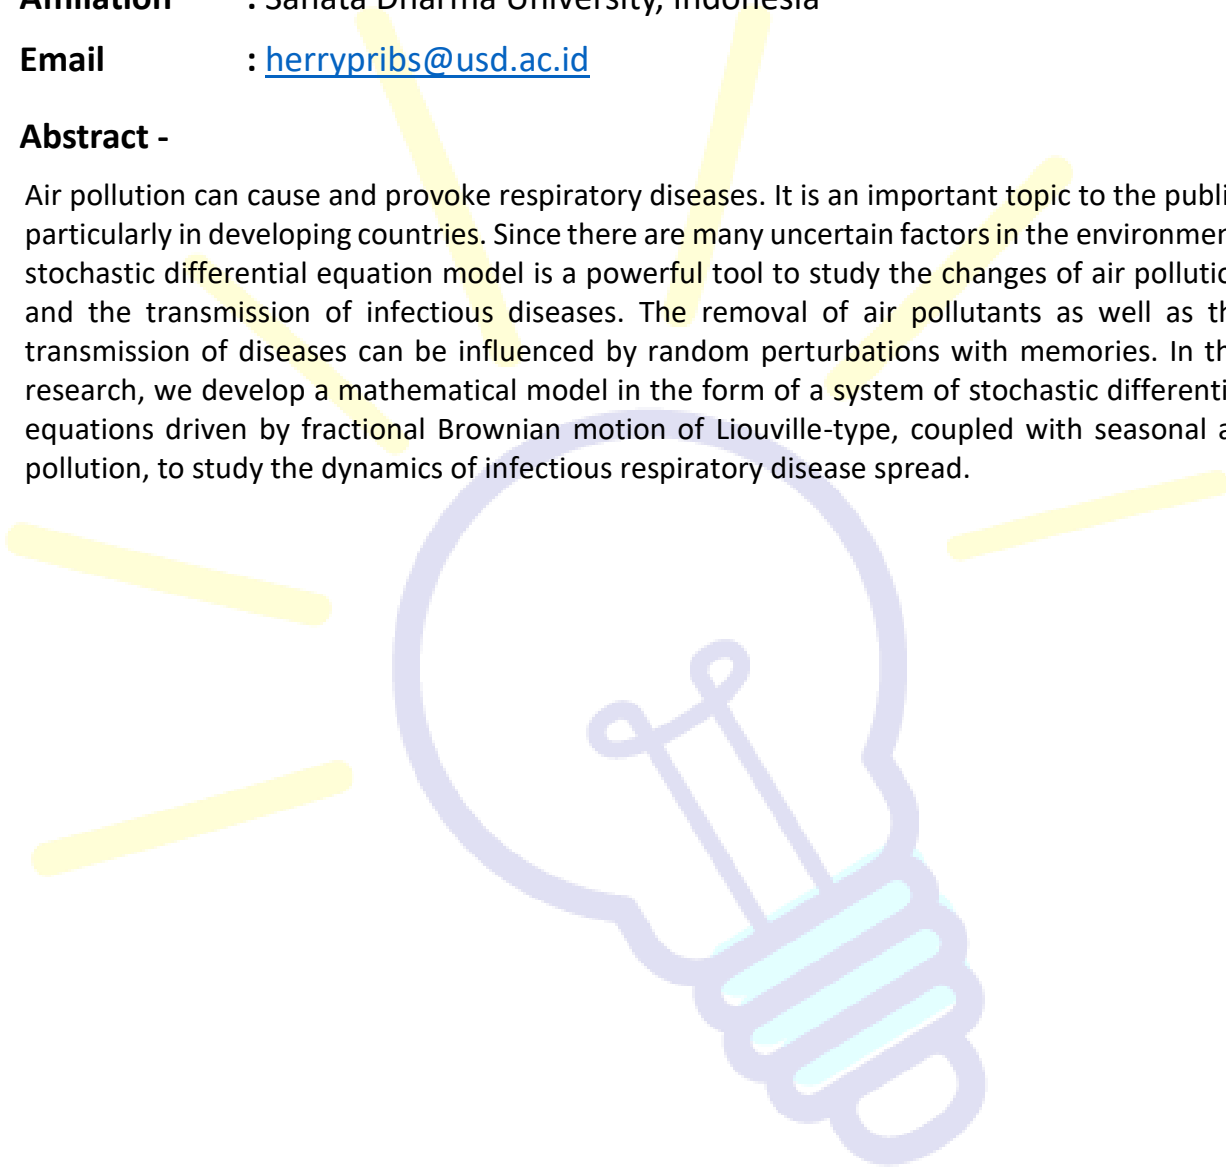 Affiliation : Sanata Dharma University, Indonesia
Email : herrypribs@usd.ac.id
Abstract -
Air pollution can cause and provoke respiratory diseases. It is an important topic to the publi
particularly in developing countries. Since there are many uncertain factors in the environmen
stochastic differential equation model is a powerful tool to study the changes of air pollutio
and the transmission of infectious diseases. The removal of air pollutants as well as th
transmission of diseases can be influenced by random perturbations with memories. In th
research, we develop a mathematical model in the form of a system of stochastic differenti
equations driven by fractional Brownian motion of Liouville-type, coupled with seasonal a
pollution, to study the dynamics of infectious respiratory disease spread.